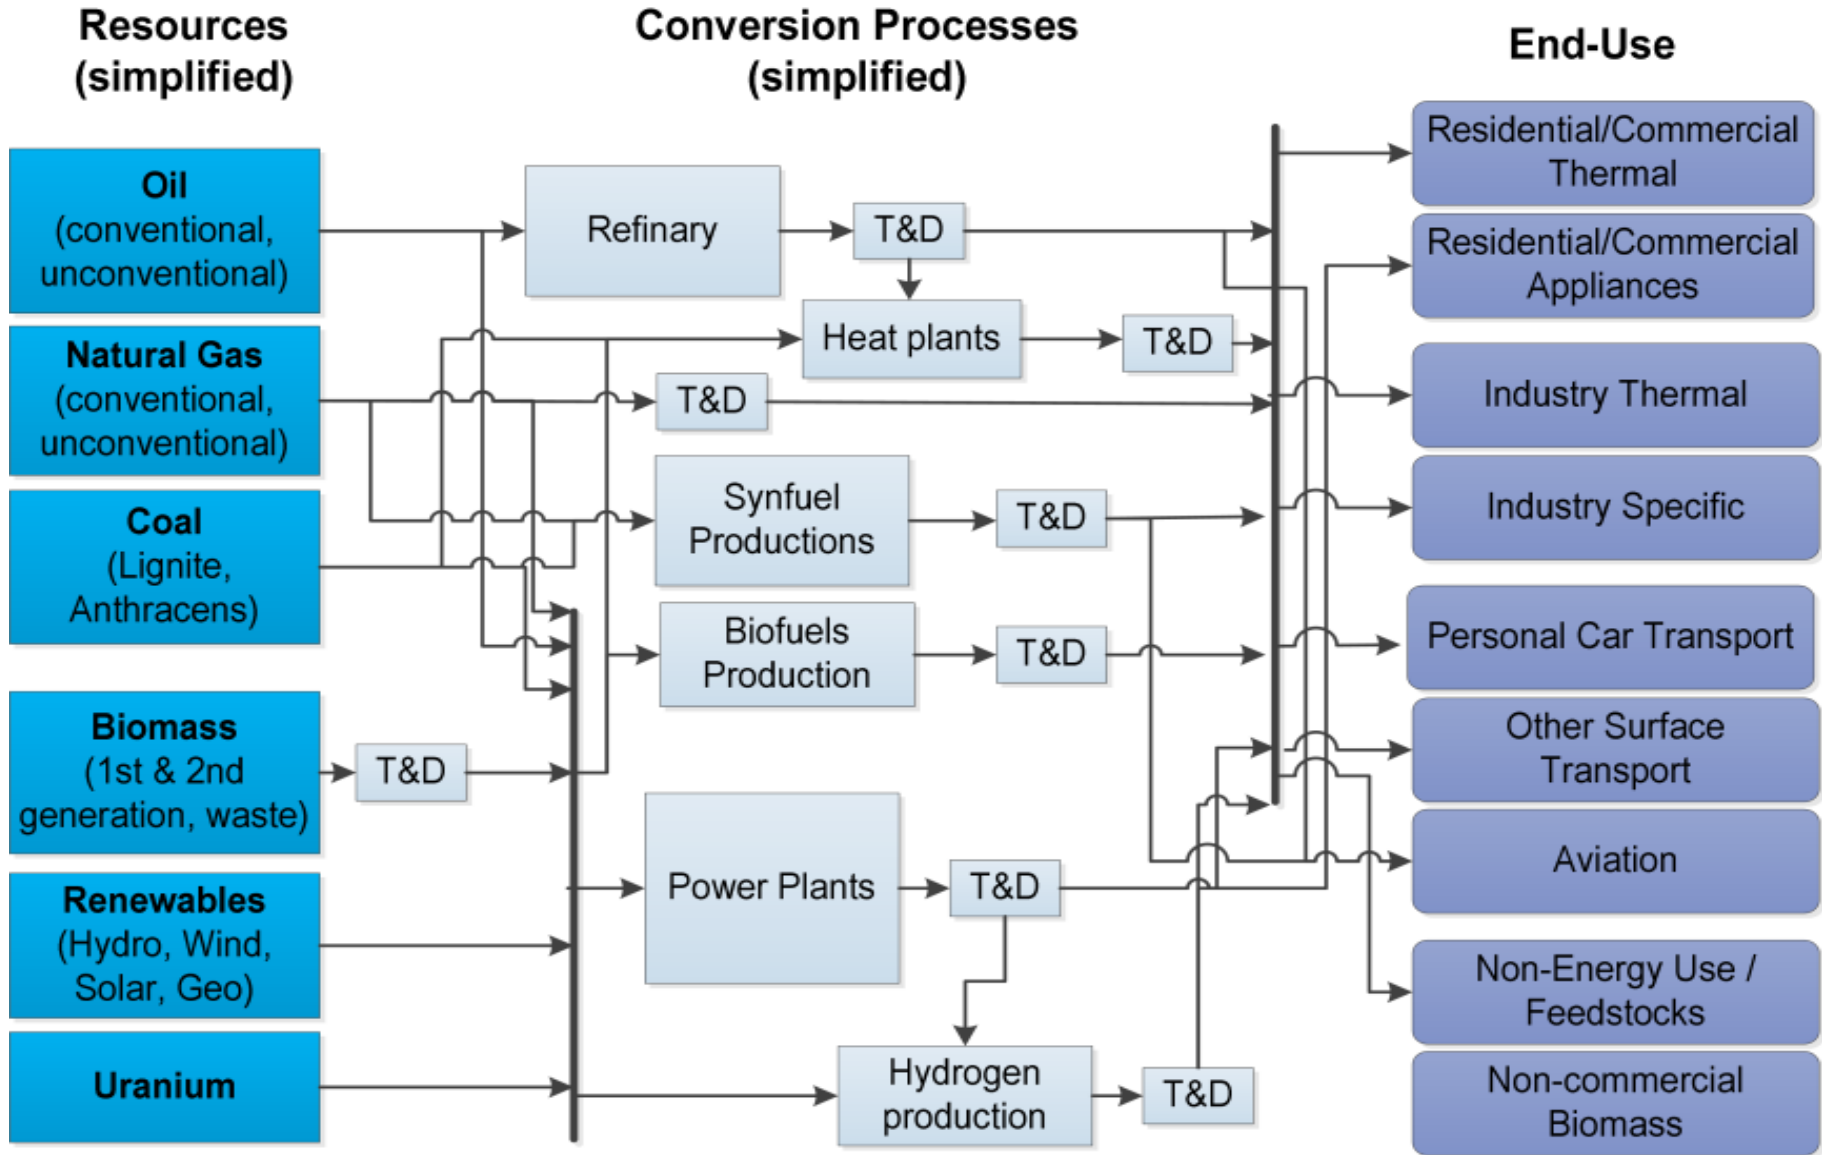 Resources
(simplified)
Conversion Processes
(simplified)
End-Use
Oil
(conventional,
unconventional)
Natural Gas
(conventional,
unconventional)
Coal
(Lignite,
Anthracens)
Biomass
(1st & 2nd
generation, waste)
Renewables
(Hydro, Wind,
Solar, Geo)
Uranium
T&D
Refinary
T&D
Heat plants
T&D
T&D
Synfuel
Productions
T&D
Biofuels
Production
T&D
Power Plants
T&D
Hydrogen
production
T&D
Residential/Commercial
Thermal
Residential/Commercial
Appliances
Industry Thermal
Industry Specific
Personal Car Transport
Other Surface
Transport
Aviation
Non-Energy Use /
Feedstocks
Non-commercial
Biomass